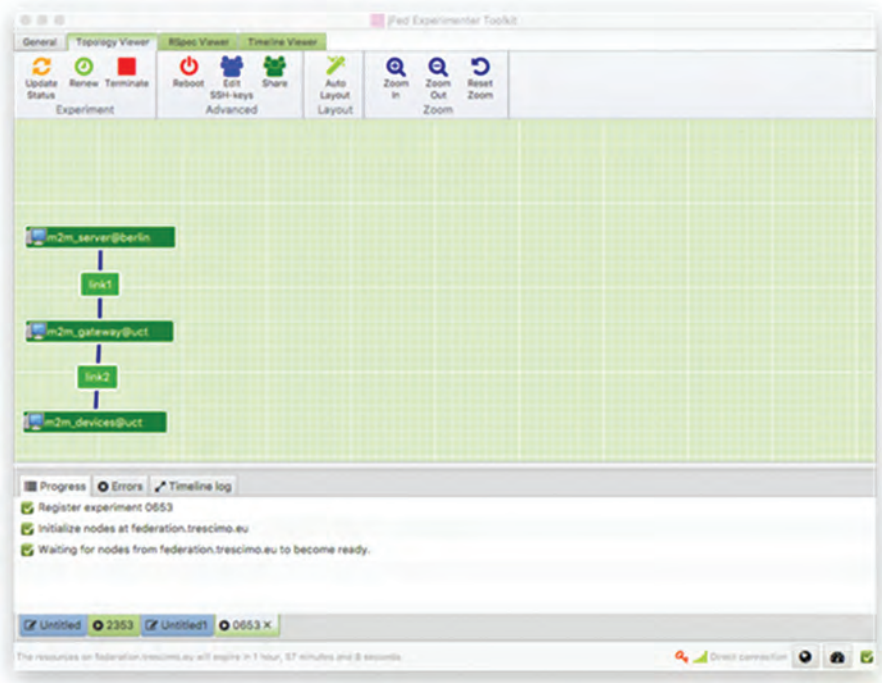 jFed Experimenter Toolkit
General Topology Viewer RSpec Viewer Timeline Viewer
Update Status Renew Terminate Reboot Edit SSH-keys Share Auto Layout Zoom In Zoom Out Reset Zoom
Experiment Advanced Layout Zoom
m2m_server@berlin
link1
m2m_gateway@uct
link2
m2m_devices@uct
Progress Errors Timeline log
Register experiment 0653
Initialize nodes at federation.trescimo.eu
Waiting for nodes from federation.trescimo.eu to become ready.
Untitled 2353 Untitled1 0653 ×
The resources on federation.trescimo.eu will expire in 1 hour, 57 minutes and 8 seconds. Direct connection